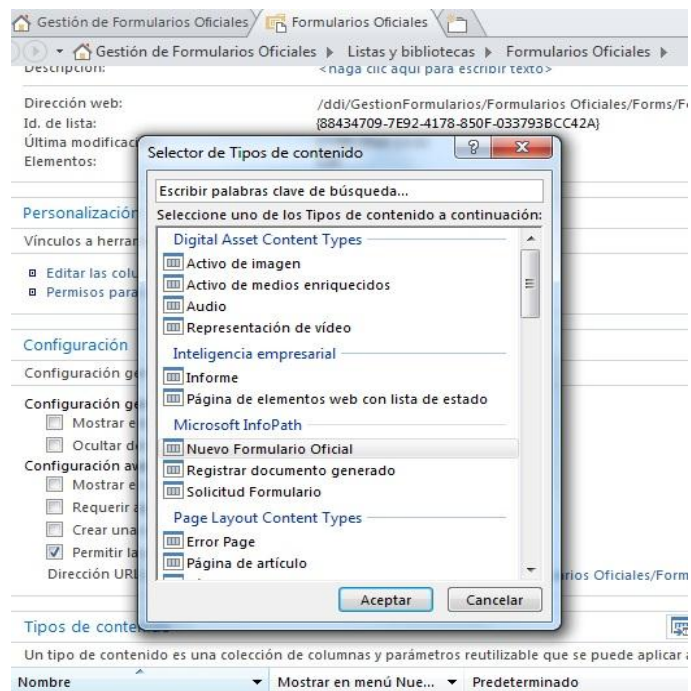 Gestión de Formularios Oficiales Formularios Oficiales
Gestión de Formularios Oficiales Listas y bibliotecas Formularios Oficiales
Descripción: <haga clic aquí para escribir texto>
Dirección web: /ddi/GestionFormularios/Formularios Oficiales/Forms/F
Id. de lista: {88434709-7E92-4178-850F-033793BCC42A}
Última modificac
Elementos:
Selector de Tipos de contenido
Escribir palabras clave de búsqueda...
Seleccione uno de los Tipos de contenido a continuación:
Digital Asset Content Types
Activo de imagen
Activo de medios enriquecidos
Audio
Representación de vídeo
Inteligencia empresarial
Informe
Página de elementos web con lista de estado
Microsoft InfoPath
Nuevo Formulario Oficial
Registrar documento generado
Solicitud Formulario
Page Layout Content Types
Error Page
Página de artículo
Aceptar Cancelar
Personalización
Vínculos a herrar
Editar las colu
Permisos para
Configuración
Configuración ge
Configuración ge
Mostrar e
Ocultar de
Configuración av
Mostrar e
Requerir a
Crear una
Permitir la
Dirección URL rios Oficiales/Form
Tipos de conte
Un tipo de contenido es una colección de columnas y parámetros reutilizable que se puede aplicar a
Nombre Mostrar en menú Nue... Predeterminado